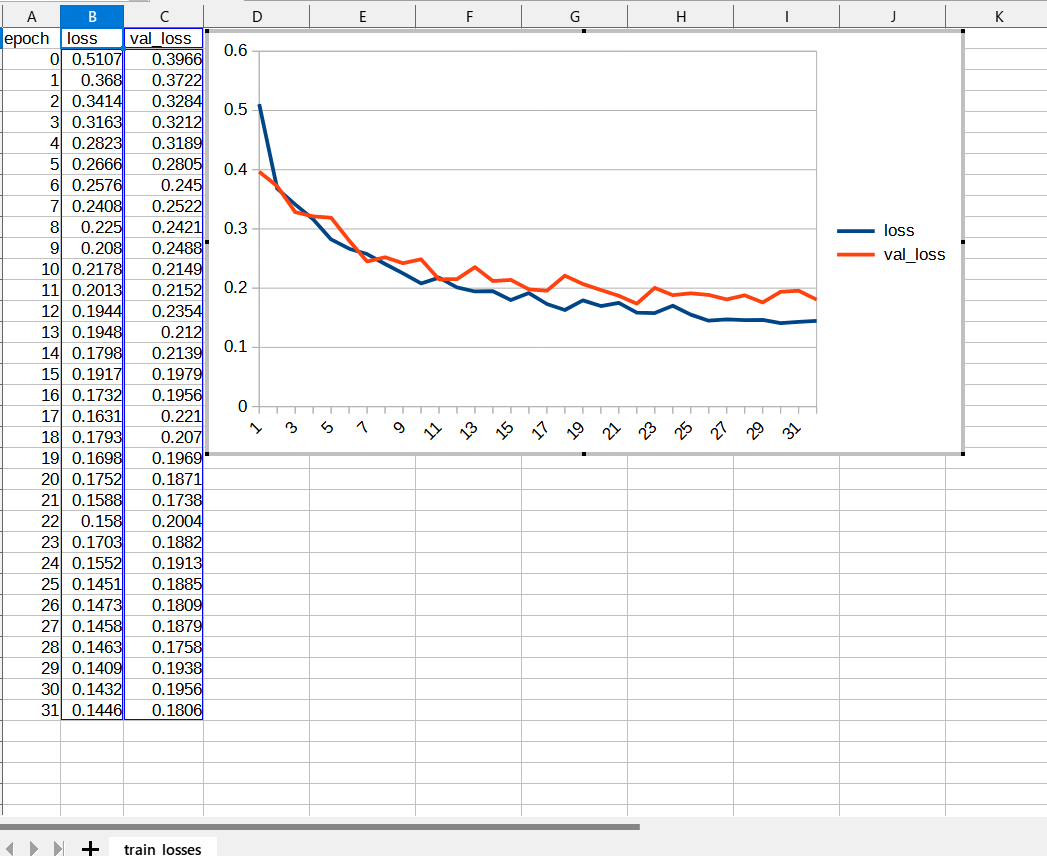 A B C D E F G H I J K
epoch loss val_loss
0 0.5107 0.3966
1 0.368 0.3722
2 0.3414 0.3284
3 0.3163 0.3212
4 0.2823 0.3189
5 0.2666 0.2805
6 0.2576 0.245
7 0.2408 0.2522
8 0.225 0.2421
9 0.208 0.2488
10 0.2178 0.2149
11 0.2013 0.2152
12 0.1944 0.2354
13 0.1948 0.212
14 0.1798 0.2139
15 0.1917 0.1979
16 0.1732 0.1956
17 0.1631 0.221
18 0.1793 0.207
19 0.1698 0.1969
20 0.1752 0.1871
21 0.1588 0.1738
22 0.158 0.2004
23 0.1703 0.1882
24 0.1552 0.1913
25 0.1451 0.1885
26 0.1473 0.1809
27 0.1458 0.1879
28 0.1463 0.1758
29 0.1409 0.1938
30 0.1432 0.1956
31 0.1446 0.1806
0.6
0.5
0.4
0.3
0.2
0.1
0
1 3 5 7 9 11 13 15 17 19 21 23 25 27 29 31
loss
val_loss
train_losses